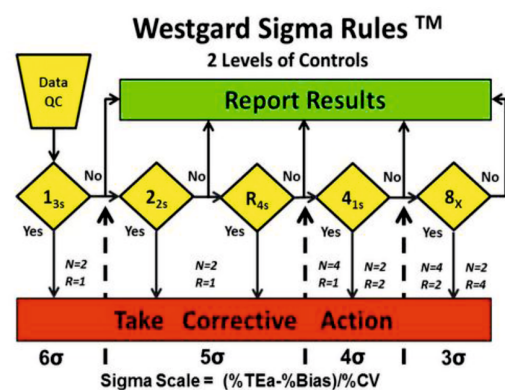 Westgard Sigma Rules TM
2 Levels of Controls
Data
QC
Report Results
No
No
No
No
No
1₃s
2₂s
R₄s
4₁s
8ₓ
Yes
Yes
Yes
Yes
Yes
N=2
R=1
N=2
R=1
N=4
R=1
N=2
R=2
N=4
R=2
N=2
R=4
Take Corrective Action
6σ
5σ
4σ
3σ
Sigma Scale = (%TEa-%Bias)/%CV